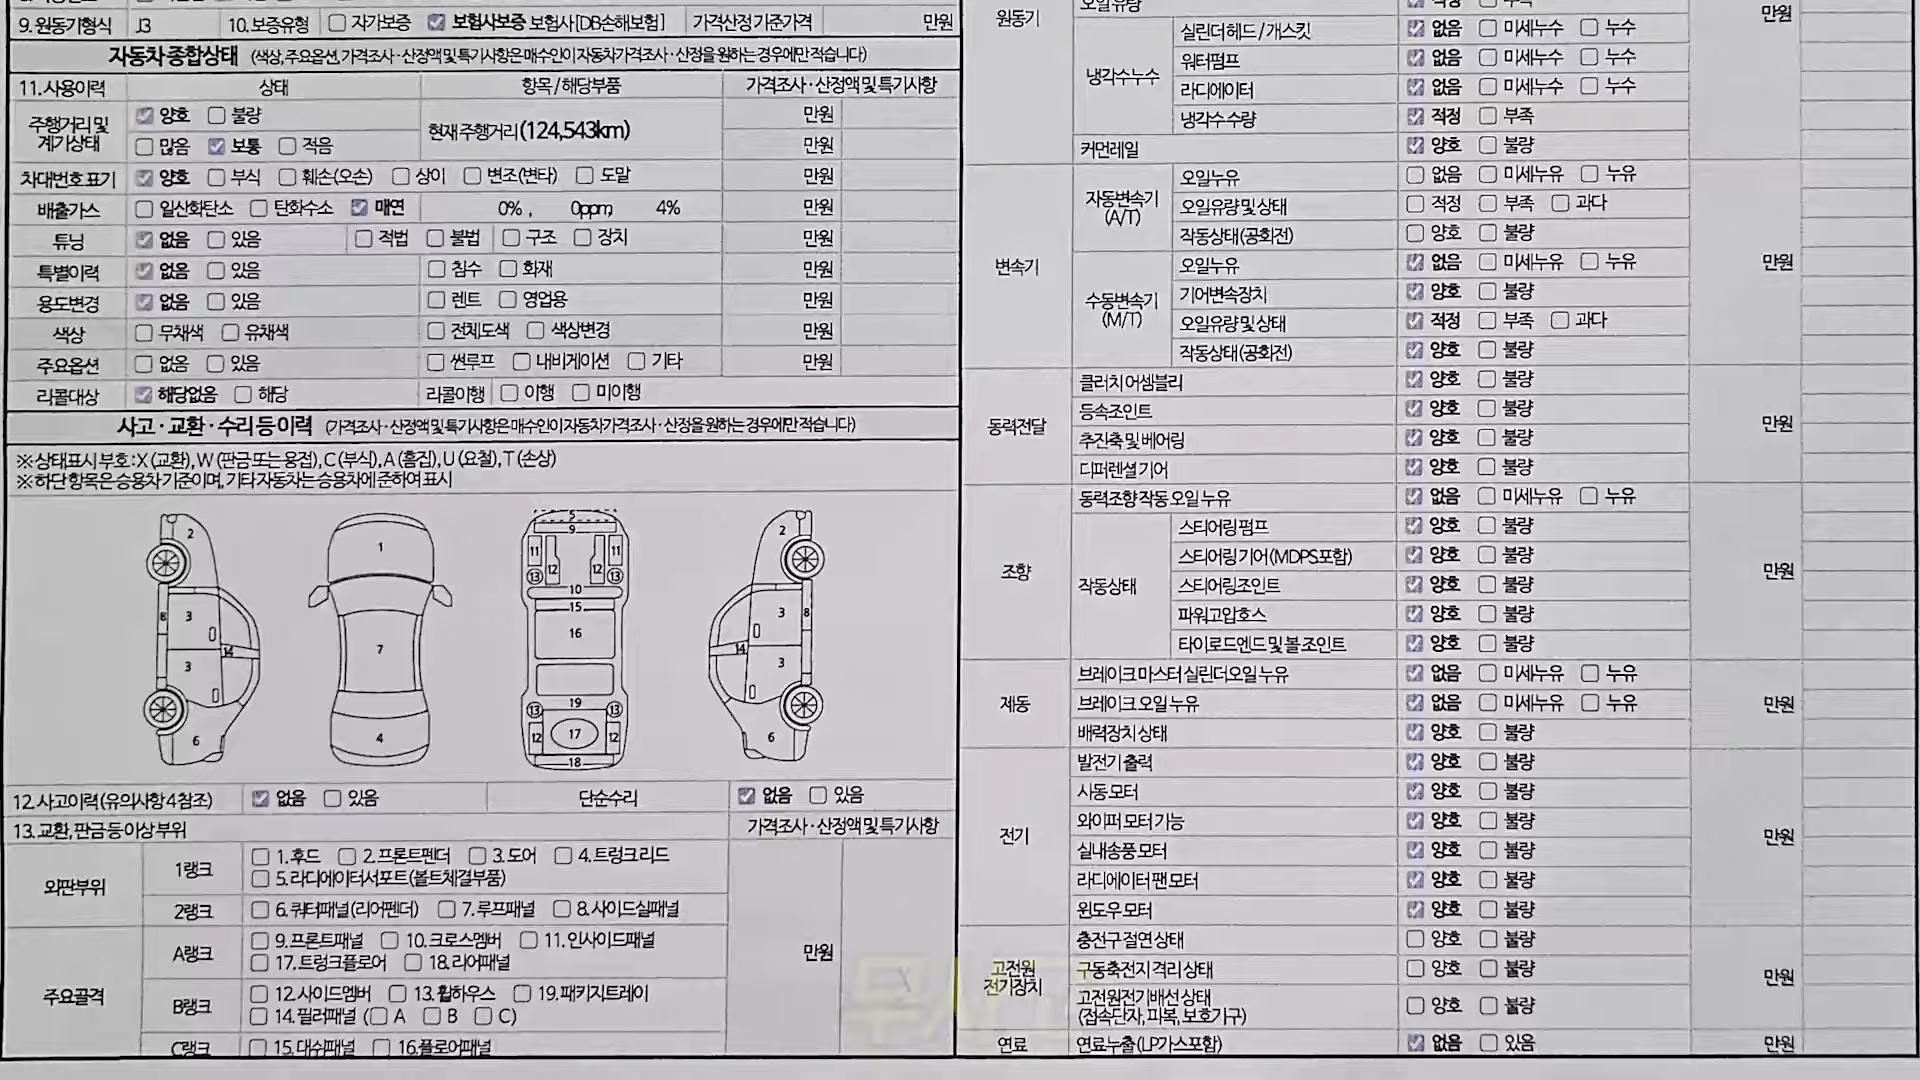 9. 원동기형식 J3 10. 보증유형 자가보증 보험사보증 보험사 [DB손해보험] 가격산정 기준가격 만원
자동차 종합상태 (색상, 주요옵션, 가격조사·산정액 및 특기사항은 매수인이 자동차가격조사·산정을 원하는 경우에만 적습니다)
11. 사용이력 상태 항목 / 해당부품 가격조사·산정액 및 특기사항
주행거리 및 계기상태 양호 불량 현재 주행거리 (124,543km) 만원
많음 보통 적음 만원
차대번호 표기 양호 부식 훼손(오손) 상이 변조(변타) 도말 만원
배출가스 일산화탄소 탄화수소 매연 0% , 0ppm, 4% 만원
튜닝 없음 있음 적법 불법 구조 장치 만원
특별이력 없음 있음 침수 화재 만원
용도변경 없음 있음 렌트 영업용 만원
색상 무채색 유채색 전체도색 색상변경 만원
주요옵션 없음 있음 썬루프 내비게이션 기타 만원
리콜대상 해당없음 해당 리콜이행 이행 미이행
사고·교환·수리 등 이력 (가격조사·산정액 및 특기사항은 매수인이 자동차가격조사·산정을 원하는 경우에만 적습니다)
※ 상태표시 부호 : X (교환), W (판금 또는 용접), C (부식), A (흠집), U (요철), T (손상)
※ 하단 항목은 승용차 기준이며, 기타 자동차는 승용차에 준하여 표시
2 3 8 3 14 6
1 7 4
5 9 11 12 12 11 13 13 10 15 16 19 13 13 12 17 12 18
2 3 8 14 3 6
12. 사고이력 (유의사항 4 참조) 없음 있음 단순수리 없음 있음
13. 교환, 판금 등 이상 부위 가격조사·산정액 및 특기사항
외판부위 1랭크 1. 후드 2. 프론트펜더 3. 도어 4. 트렁크 리드
5. 라디에이터서포트(볼트체결부품)
2랭크 6. 쿼터패널(리어펜더) 7. 루프패널 8. 사이드실패널
주요골격 A랭크 9. 프론트패널 10. 크로스멤버 11. 인사이드패널
17. 트렁크플로어 18. 리어패널
만원
B랭크 12. 사이드멤버 13. 휠하우스 19. 패키지트레이
14. 필러패널 ( A B C)
C랭크 15. 대쉬패널 16. 플로어패널
원동기 오일 유량 적정 부족 만원
냉각수누수 실린더 헤드 / 개스킷 없음 미세누수 누수
워터펌프 없음 미세누수 누수
라디에이터 없음 미세누수 누수
냉각수 수량 적정 부족
커먼레일 양호 불량
변속기 자동변속기 (A/T) 오일누유 없음 미세누유 누유 만원
오일유량 및 상태 적정 부족 과다
작동상태(공회전) 양호 불량
수동변속기 (M/T) 오일누유 없음 미세누유 누유
기어변속장치 양호 불량
오일유량 및 상태 적정 부족 과다
작동상태(공회전) 양호 불량
동력전달 클러치 어셈블리 양호 불량 만원
등속조인트 양호 불량
추진축 및 베어링 양호 불량
디퍼렌셜 기어 양호 불량
조향 동력조향 작동 오일 누유 없음 미세누유 누유 만원
작동상태 스티어링 펌프 양호 불량
스티어링 기어(MDPS포함) 양호 불량
스티어링조인트 양호 불량
파워고압호스 양호 불량
타이로드엔드 및 볼 조인트 양호 불량
제동 브레이크 마스터 실린더오일 누유 없음 미세누유 누유 만원
브레이크 오일 누유 없음 미세누유 누유
배력장치 상태 양호 불량
전기 발전기 출력 양호 불량 만원
시동 모터 양호 불량
와이퍼 모터 기능 양호 불량
실내송풍 모터 양호 불량
라디에이터 팬 모터 양호 불량
윈도우 모터 양호 불량
고전원 전기장치 충전구 절연 상태 양호 불량 만원
구동축전지 격리 상태 양호 불량
고전원전기배선 상태 (접속단자, 피복, 보호기구) 양호 불량
연료 연료누출(LP가스포함) 없음 있음 만원